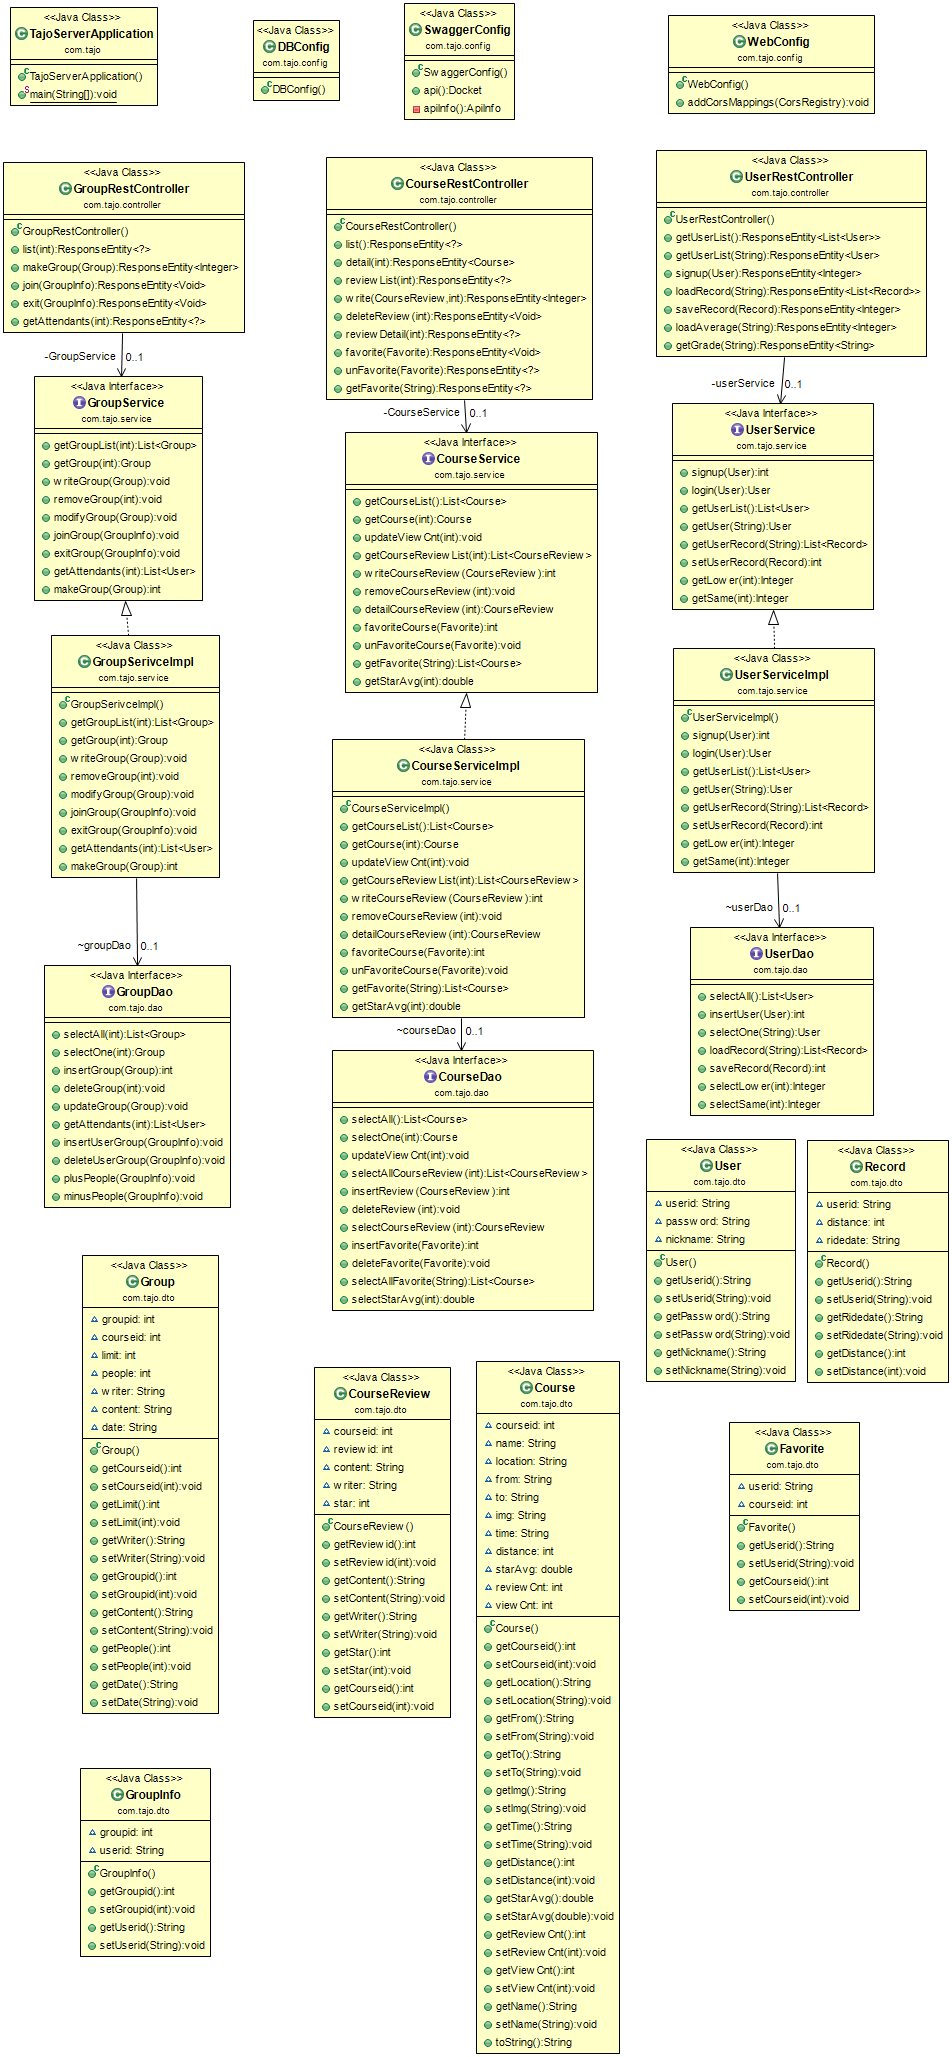 <<Java Class>>
TajoServerApplication
com.tajo
TajoServerApplication()
main(String[]):void
<<Java Class>>
DBConfig
com.tajo.config
DBConfig()
<<Java Class>>
SwaggerConfig
com.tajo.config
SwaggerConfig()
api():Docket
apiInfo():ApiInfo
<<Java Class>>
WebConfig
com.tajo.config
WebConfig()
addCorsMappings(CorsRegistry):void
<<Java Class>>
GroupRestController
com.tajo.controller
GroupRestController()
list(int):ResponseEntity<?>
makeGroup(Group):ResponseEntity<Integer>
join(GroupInfo):ResponseEntity<Void>
exit(GroupInfo):ResponseEntity<Void>
getAttendants(int):ResponseEntity<?>
-GroupService 0..1
<<Java Interface>>
GroupService
com.tajo.service
getGroupList(int):List<Group>
getGroup(int):Group
writeGroup(Group):void
removeGroup(int):void
modifyGroup(Group):void
joinGroup(GroupInfo):void
exitGroup(GroupInfo):void
getAttendants(int):List<User>
makeGroup(Group):int
<<Java Class>>
GroupSerivceImpl
com.tajo.service
GroupSerivceImpl()
getGroupList(int):List<Group>
getGroup(int):Group
writeGroup(Group):void
removeGroup(int):void
modifyGroup(Group):void
joinGroup(GroupInfo):void
exitGroup(GroupInfo):void
getAttendants(int):List<User>
makeGroup(Group):int
~groupDao 0..1
<<Java Interface>>
GroupDao
com.tajo.dao
selectAll(int):List<Group>
selectOne(int):Group
insertGroup(Group):int
deleteGroup(int):void
updateGroup(Group):void
getAttendants(int):List<User>
insertUserGroup(GroupInfo):void
deleteUserGroup(GroupInfo):void
plusPeople(GroupInfo):void
minusPeople(GroupInfo):void
<<Java Class>>
CourseRestController
com.tajo.controller
CourseRestController()
list():ResponseEntity<?>
detail(int):ResponseEntity<Course>
reviewList(int):ResponseEntity<?>
write(CourseReview,int):ResponseEntity<Integer>
deleteReview(int):ResponseEntity<Void>
reviewDetail(int):ResponseEntity<?>
favorite(Favorite):ResponseEntity<Void>
unFavorite(Favorite):ResponseEntity<?>
getFavorite(String):ResponseEntity<?>
-CourseService 0..1
<<Java Interface>>
CourseService
com.tajo.service
getCourseList():List<Course>
getCourse(int):Course
updateViewCnt(int):void
getCourseReviewList(int):List<CourseReview>
writeCourseReview(CourseReview):int
removeCourseReview(int):void
detailCourseReview(int):CourseReview
favoriteCourse(Favorite):int
unFavoriteCourse(Favorite):void
getFavorite(String):List<Course>
getStarAvg(int):double
<<Java Class>>
CourseServiceImpl
com.tajo.service
CourseServiceImpl()
getCourseList():List<Course>
getCourse(int):Course
updateViewCnt(int):void
getCourseReviewList(int):List<CourseReview>
writeCourseReview(CourseReview):int
removeCourseReview(int):void
detailCourseReview(int):CourseReview
favoriteCourse(Favorite):int
unFavoriteCourse(Favorite):void
getFavorite(String):List<Course>
getStarAvg(int):double
~courseDao 0..1
<<Java Interface>>
CourseDao
com.tajo.dao
selectAll():List<Course>
selectOne(int):Course
updateViewCnt(int):void
selectAllCourseReview(int):List<CourseReview>
insertReview(CourseReview):int
deleteReview(int):void
selectCourseReview(int):CourseReview
insertFavorite(Favorite):int
deleteFavorite(Favorite):void
selectAllFavorite(String):List<Course>
selectStarAvg(int):double
<<Java Class>>
UserRestController
com.tajo.controller
UserRestController()
getUserList():ResponseEntity<List<User>>
getUserList(String):ResponseEntity<User>
signup(User):ResponseEntity<Integer>
loadRecord(String):ResponseEntity<List<Record>>
saveRecord(Record):ResponseEntity<Integer>
loadAverage(String):ResponseEntity<Integer>
getGrade(String):ResponseEntity<String>
-userService 0..1
<<Java Interface>>
UserService
com.tajo.service
signup(User):int
login(User):User
getUserList():List<User>
getUser(String):User
getUserRecord(String):List<Record>
setUserRecord(Record):int
getLower(int):Integer
getSame(int):Integer
<<Java Class>>
UserServiceImpl
com.tajo.service
UserServiceImpl()
signup(User):int
login(User):User
getUserList():List<User>
getUser(String):User
getUserRecord(String):List<Record>
setUserRecord(Record):int
getLower(int):Integer
getSame(int):Integer
~userDao 0..1
<<Java Interface>>
UserDao
com.tajo.dao
selectAll():List<User>
insertUser(User):int
selectOne(String):User
loadRecord(String):List<Record>
saveRecord(Record):int
selectLower(int):Integer
selectSame(int):Integer
<<Java Class>>
User
com.tajo.dto
userid: String
password: String
nickname: String
User()
getUserid():String
setUserid(String):void
getPassword():String
setPassword(String):void
getNickname():String
setNickname(String):void
<<Java Class>>
Record
com.tajo.dto
userid: String
distance: int
ridedate: String
Record()
getUserid():String
setUserid(String):void
getRidedate():String
setRidedate(String):void
getDistance():int
setDistance(int):void
<<Java Class>>
Group
com.tajo.dto
groupid: int
courseid: int
limit: int
people: int
writer: String
content: String
date: String
Group()
getCourseid():int
setCourseid(int):void
getLimit():int
setLimit(int):void
getWriter():String
setWriter(String):void
getGroupid():int
setGroupid(int):void
getContent():String
setContent(String):void
getPeople():int
setPeople(int):void
getDate():String
setDate(String):void
<<Java Class>>
CourseReview
com.tajo.dto
courseid: int
reviewid: int
content: String
writer: String
star: int
CourseReview()
getReviewid():int
setReviewid(int):void
getContent():String
setContent(String):void
getWriter():String
setWriter(String):void
getStar():int
setStar(int):void
getCourseid():int
setCourseid(int):void
<<Java Class>>
Course
com.tajo.dto
courseid: int
name: String
location: String
from: String
to: String
img: String
time: String
distance: int
starAvg: double
reviewCnt: int
viewCnt: int
Course()
getCourseid():int
setCourseid(int):void
getLocation():String
setLocation(String):void
getFrom():String
setFrom(String):void
getTo():String
setTo(String):void
getImg():String
setImg(String):void
getTime():String
setTime(String):void
getDistance():int
setDistance(int):void
getStarAvg():double
setStarAvg(double):void
getReviewCnt():int
setReviewCnt(int):void
getViewCnt():int
setViewCnt(int):void
getName():String
setName(String):void
toString():String
<<Java Class>>
Favorite
com.tajo.dto
userid: String
courseid: int
Favorite()
getUserid():String
setUserid(String):void
getCourseid():int
setCourseid(int):void
<<Java Class>>
GroupInfo
com.tajo.dto
groupid: int
userid: String
GroupInfo()
getGroupid():int
setGroupid(int):void
getUserid():String
setUserid(String):void